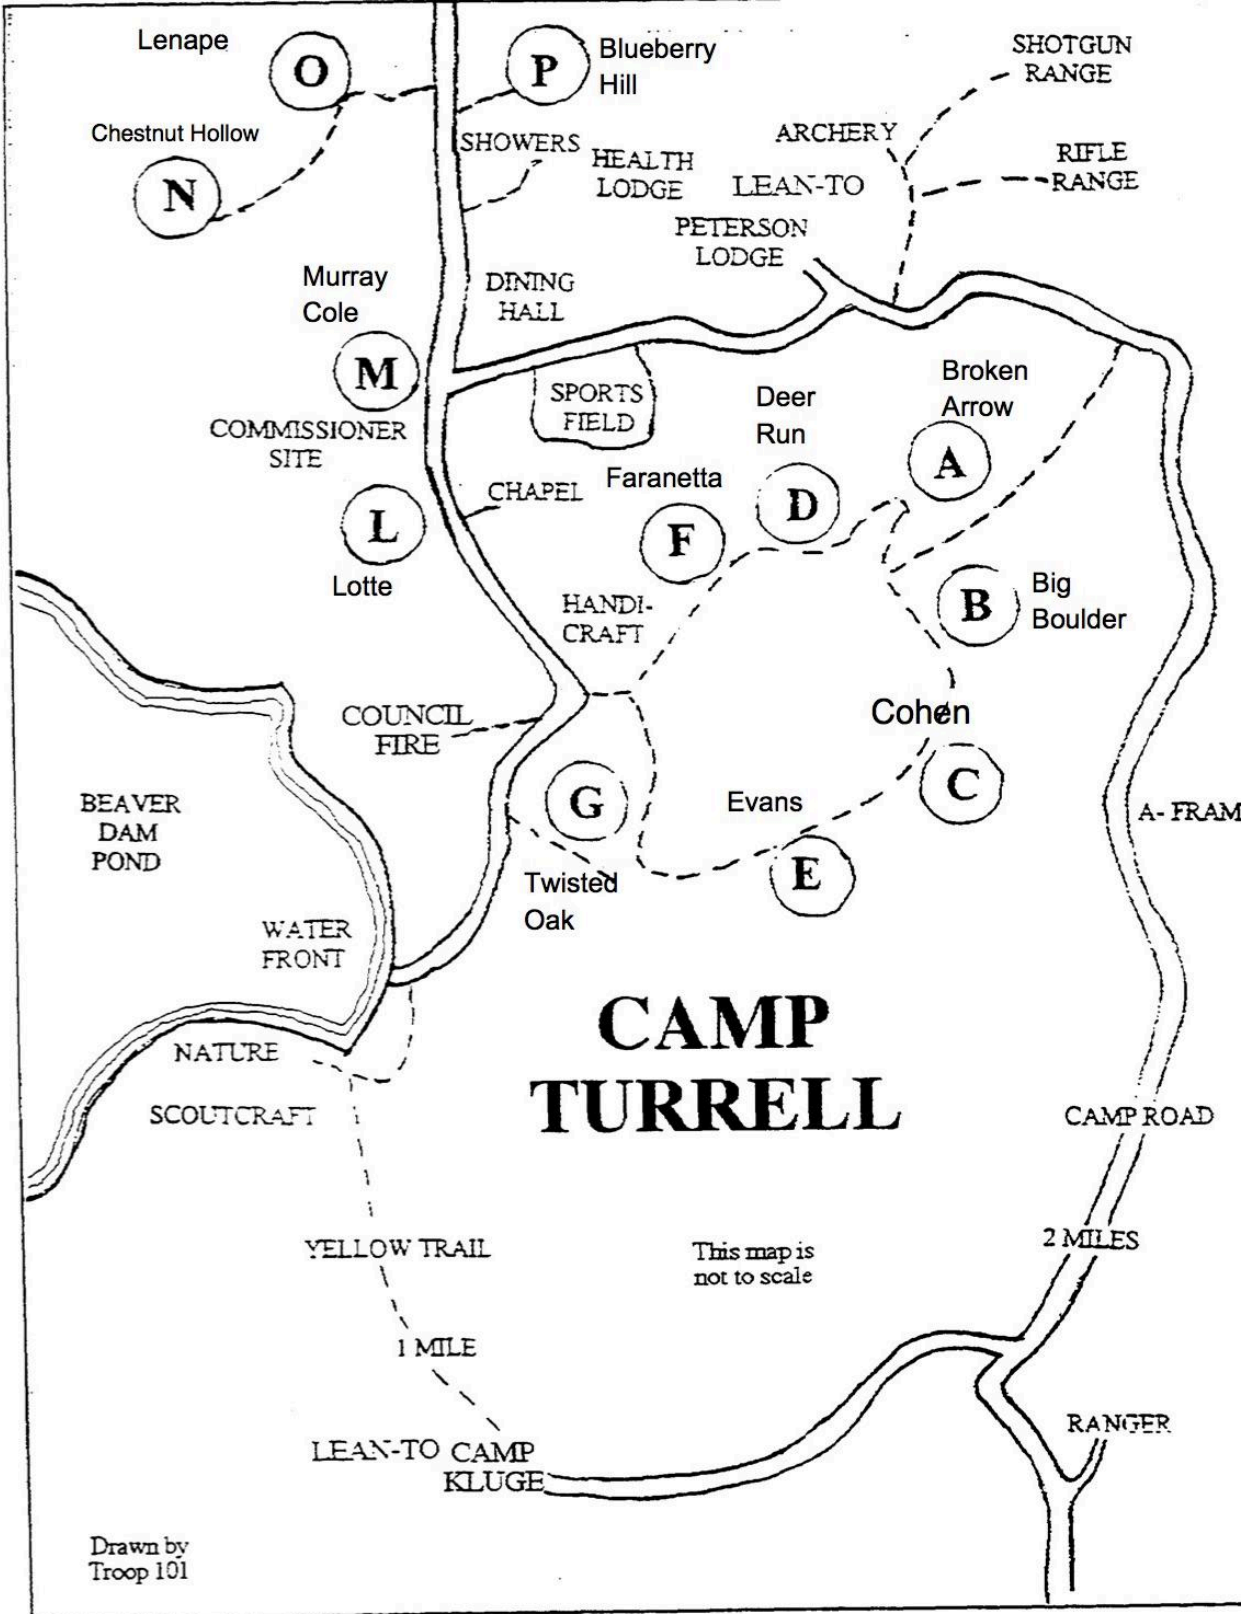 Lenape
O
P
Blueberry
Hill
SHOTGUN
RANGE
Chestnut Hollow
N
SHOWERS
HEALTH
LODGE
ARCHERY
LEAN-TO
RIFLE
RANGE
PETERSON
LODGE
Murray
Cole
DINING
HALL
M
COMMISSIONER
SITE
SPORTS
FIELD
Deer
Run
Broken
Arrow
A
CHAPEL
Faranetta
D
L
Lotte
F
HANDI-
CRAFT
B
Big
Boulder
COUNCIL
FIRE
Cohen
C
BEAVER
DAM
POND
G
Evans
E
A- FRAM
Twisted
Oak
WATER
FRONT
CAMP
TURRELL
NATURE
SCOUTCRAFT
CAMP ROAD
YELLOW TRAIL
This map is
not to scale
2 MILES
1 MILE
RANGER
LEAN-TO CAMP
KLUGE
Drawn by
Troop 101